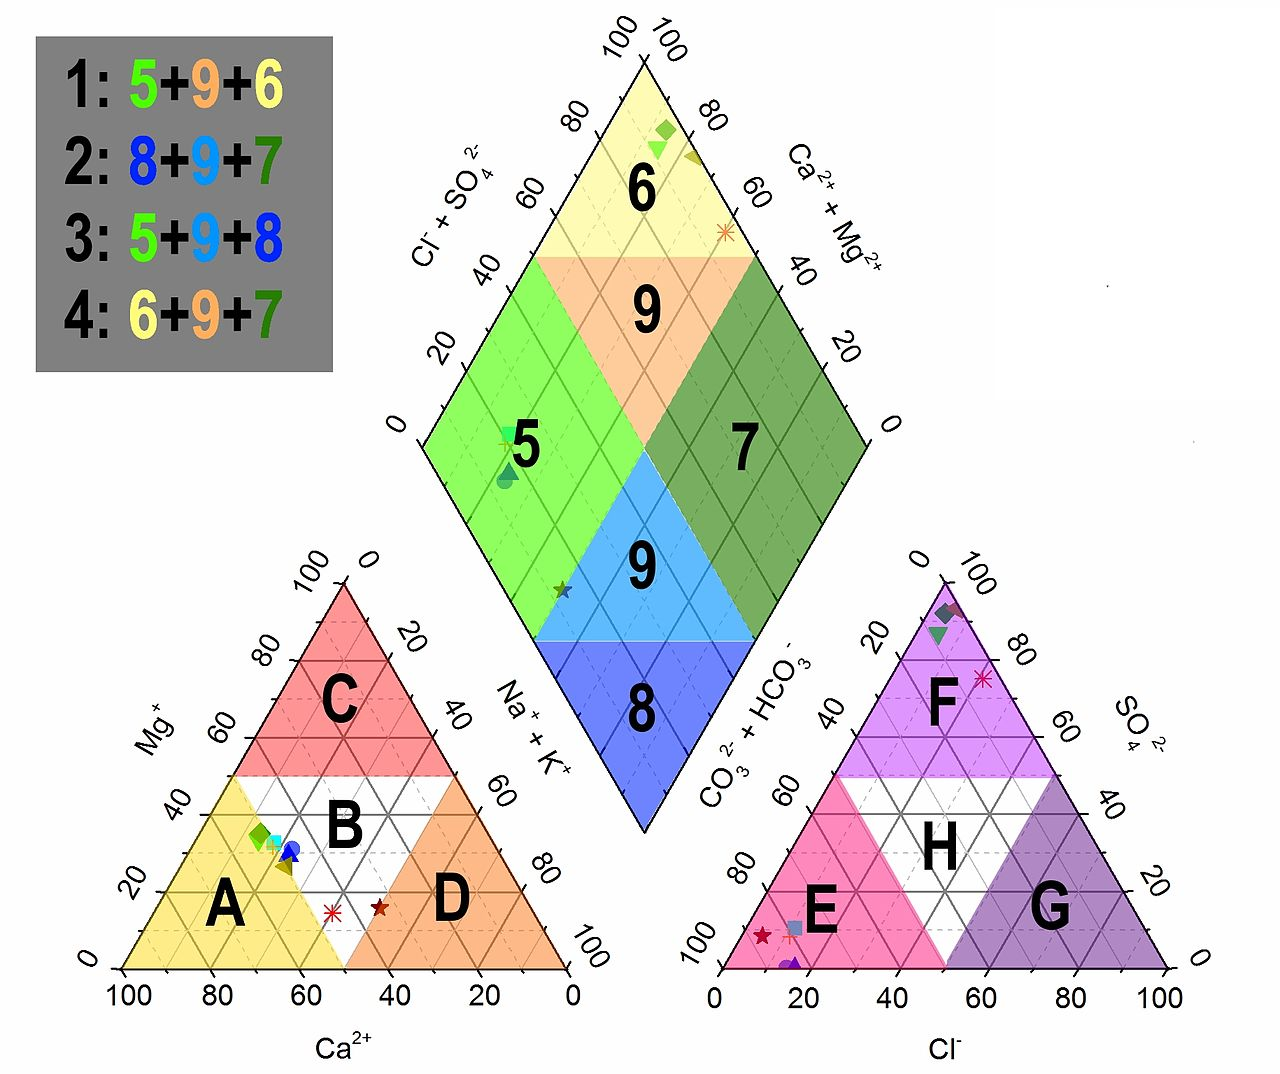 1: 5+9+6
2: 8+9+7
3: 5+9+8
4: 6+9+7
100 100
80 80
60 60
40 40
20 20
0 0
Cl⁻ + SO₄²⁻
Ca²⁺ + Mg²⁺
6
9
5
7
9
8
Na⁺ + K⁺
CO₃²⁻ + HCO₃⁻
100 0
80 20
60 40
40 60
20 80
0 100
Mg⁺
C
B
A
D
100 80 60 40 20 0
Ca²⁺
0 100
20 80
40 60
60 40
80 20
100 0
SO₄²⁻
F
H
E
G
0 20 40 60 80 100
Cl⁻